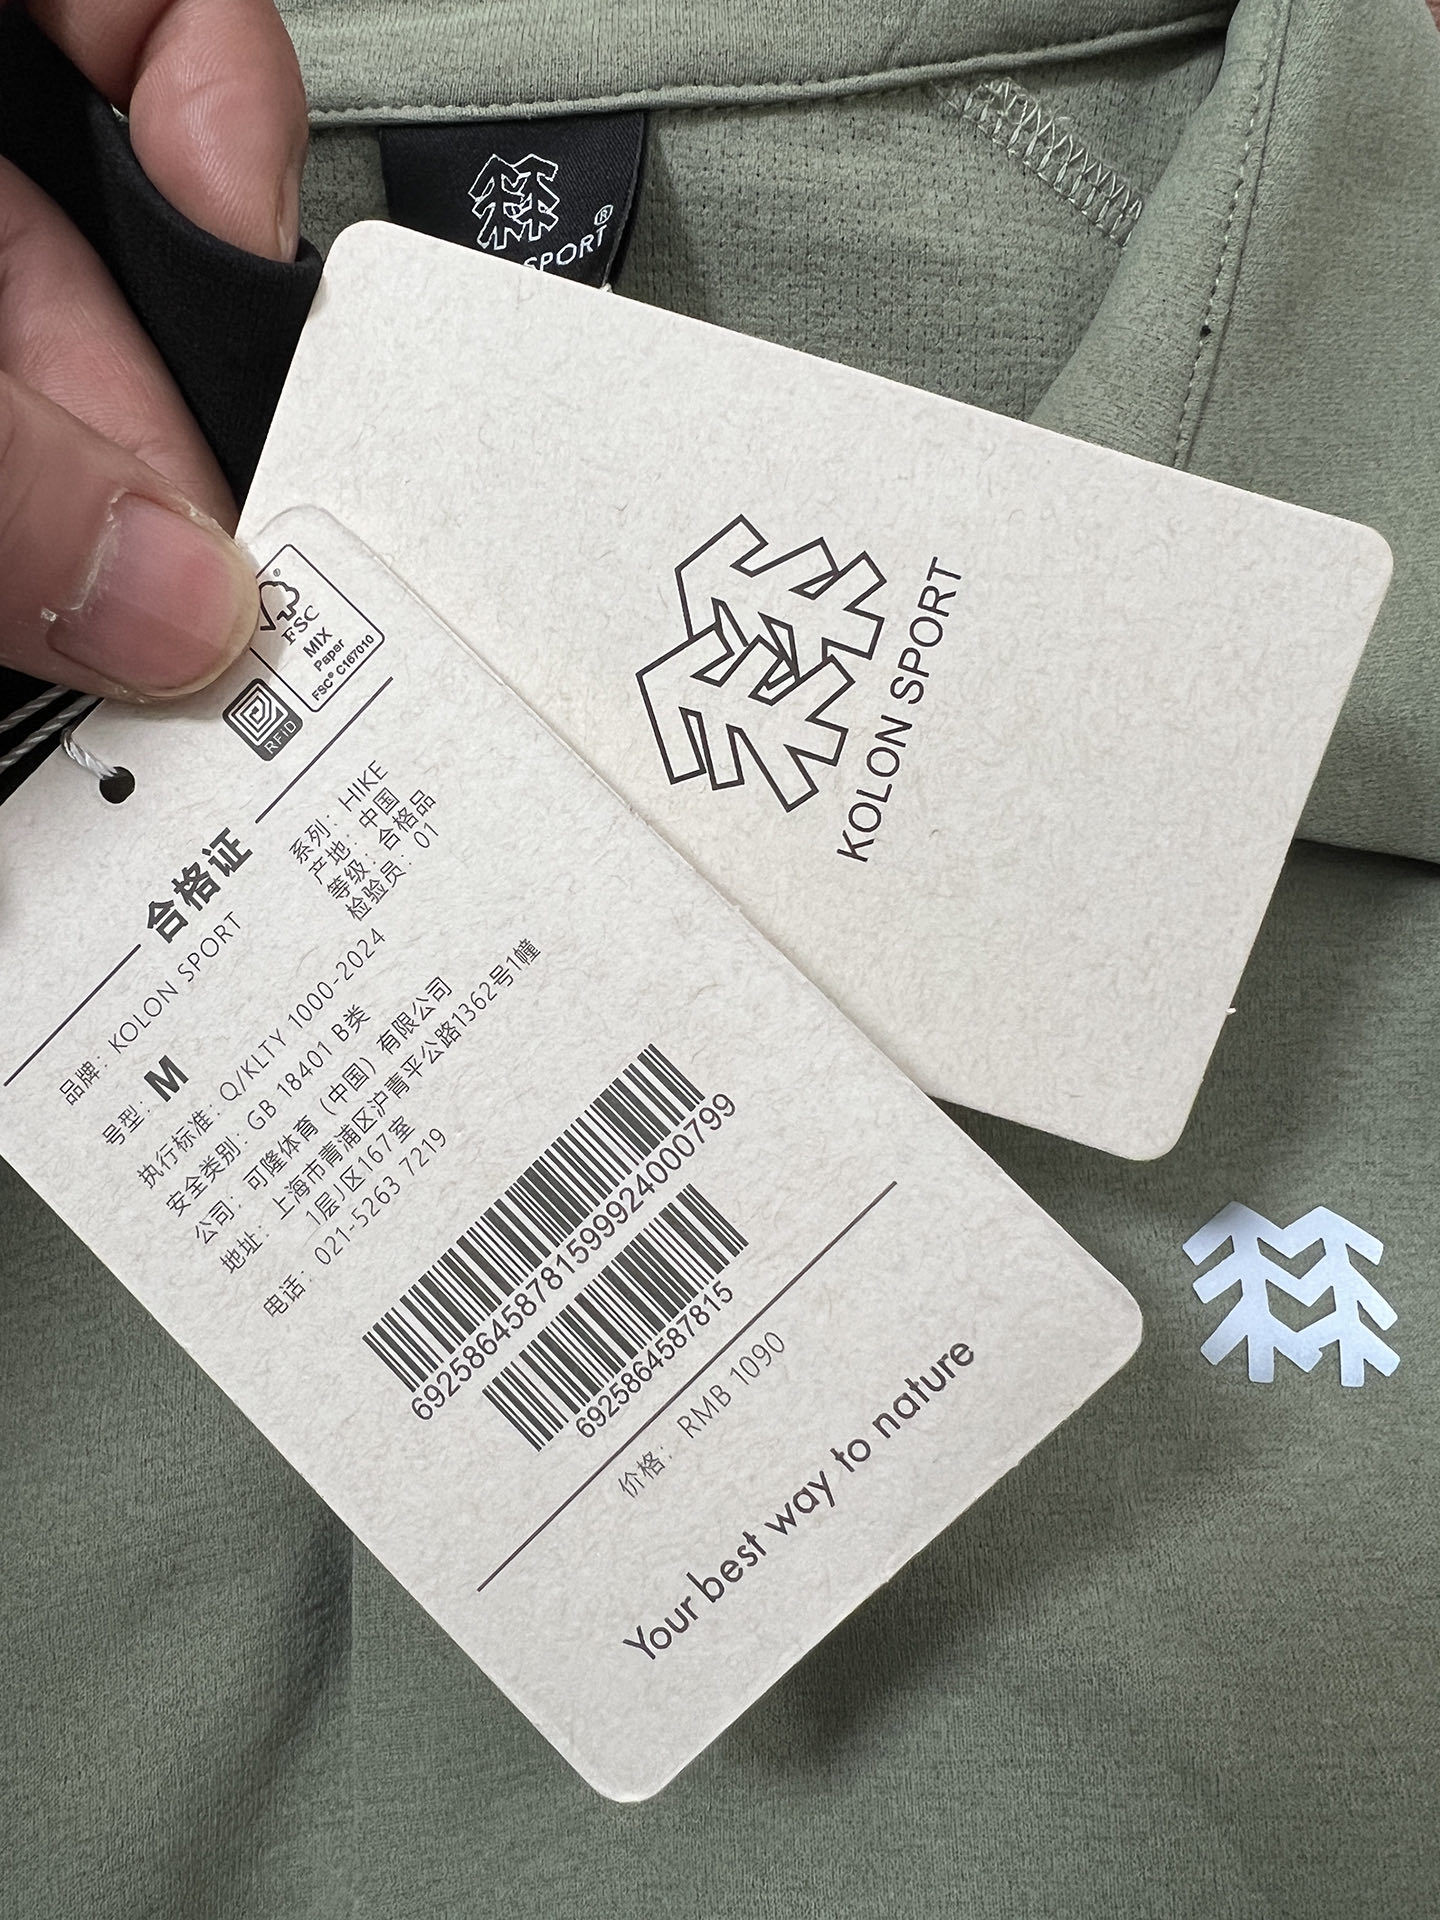 SPORT®
KOLON SPORT
FSC®
MIX
Paper
FSC® C167010
RFID
合格证
品牌: KOLON SPORT
系列: HIKE
产地: 中国
等级: 合格品
检验员: 01
号型: M
执行标准: Q/KLTY 1000-2024
安全类别: GB 18401 B类
公司: 可隆体育（中国）有限公司
地址: 上海市青浦区沪青平公路1362号1幢
1层J区167室
电话: 021-5263 7219
692586458781599924000799
6925864587815
价格: RMB 1090
Your best way to nature